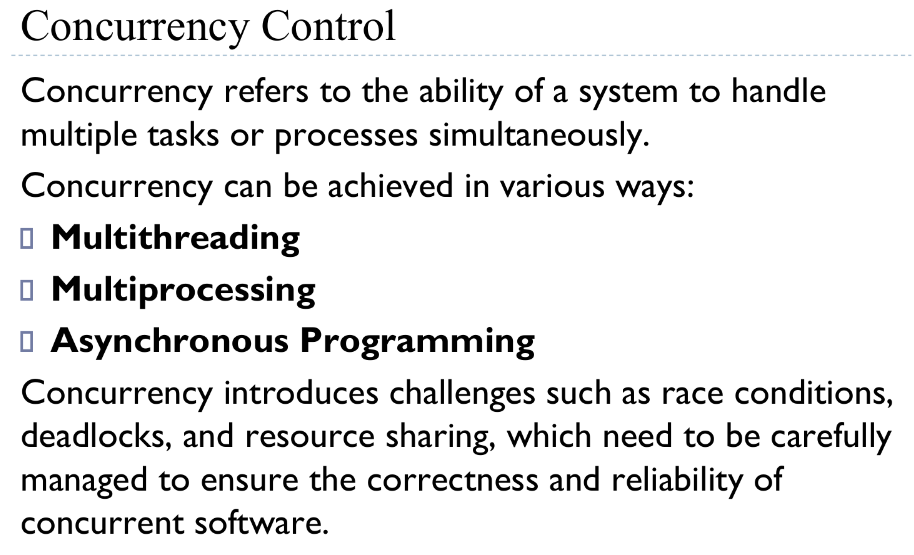 Concurrency Control
Concurrency refers to the ability of a system to handle
multiple tasks or processes simultaneously.
Concurrency can be achieved in various ways:
▯ Multithreading
▯ Multiprocessing
▯ Asynchronous Programming
Concurrency introduces challenges such as race conditions,
deadlocks, and resource sharing, which need to be carefully
managed to ensure the correctness and reliability of
concurrent software.